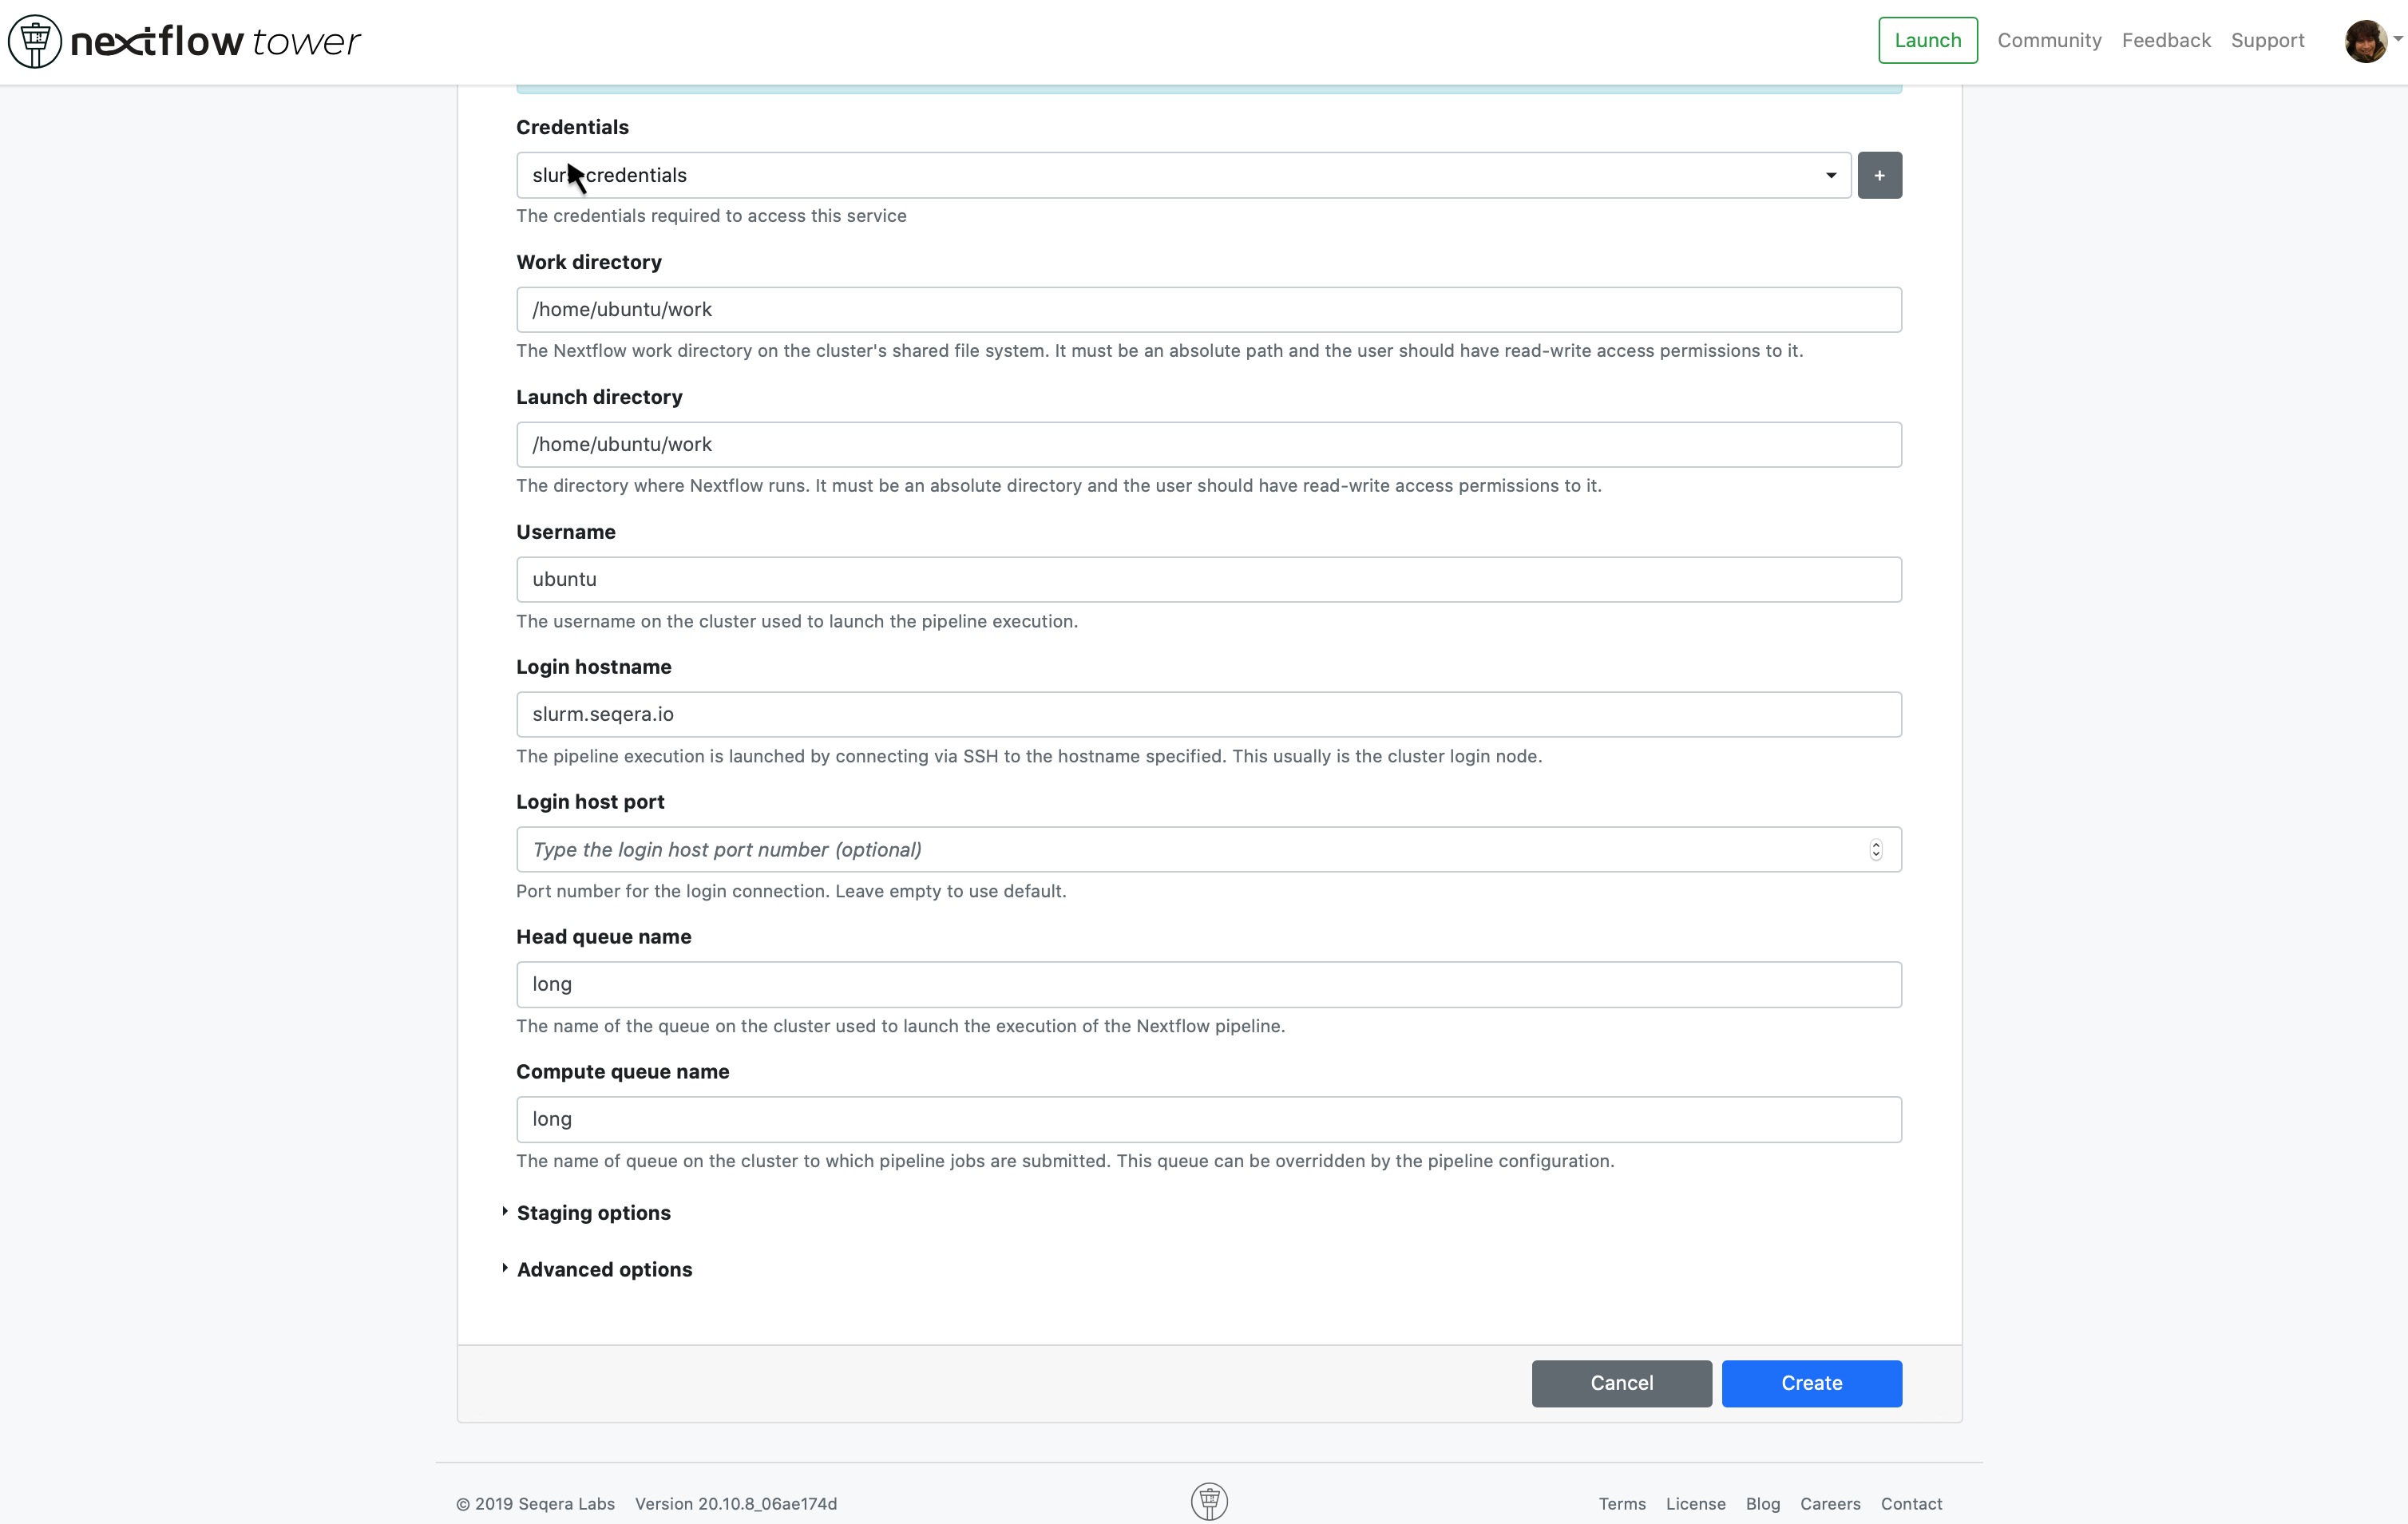 nextflow tower
Launch Community Feedback Support
Credentials
slurm-credentials
+
The credentials required to access this service
Work directory
/home/ubuntu/work
The Nextflow work directory on the cluster's shared file system. It must be an absolute path and the user should have read-write access permissions to it.
Launch directory
/home/ubuntu/work
The directory where Nextflow runs. It must be an absolute directory and the user should have read-write access permissions to it.
Username
ubuntu
The username on the cluster used to launch the pipeline execution.
Login hostname
slurm.seqera.io
The pipeline execution is launched by connecting via SSH to the hostname specified. This usually is the cluster login node.
Login host port
Type the login host port number (optional)
Port number for the login connection. Leave empty to use default.
Head queue name
long
The name of the queue on the cluster used to launch the execution of the Nextflow pipeline.
Compute queue name
long
The name of queue on the cluster to which pipeline jobs are submitted. This queue can be overridden by the pipeline configuration.
Staging options
Advanced options
Cancel Create
© 2019 Seqera Labs Version 20.10.8_06ae174d
Terms License Blog Careers Contact